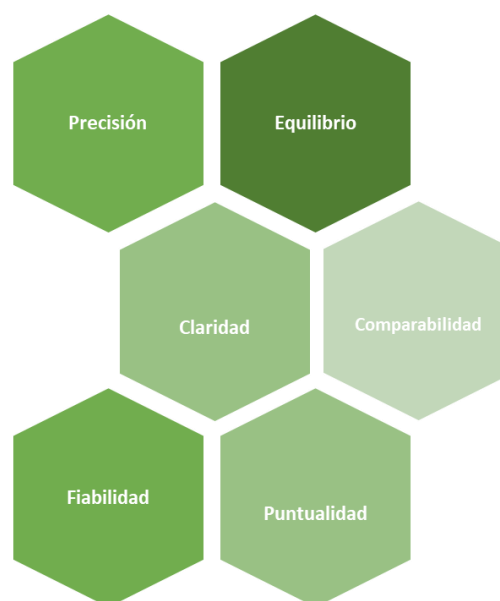 Precisión
Equilibrio
Claridad
Comparabilidad
Fiabilidad
Puntualidad